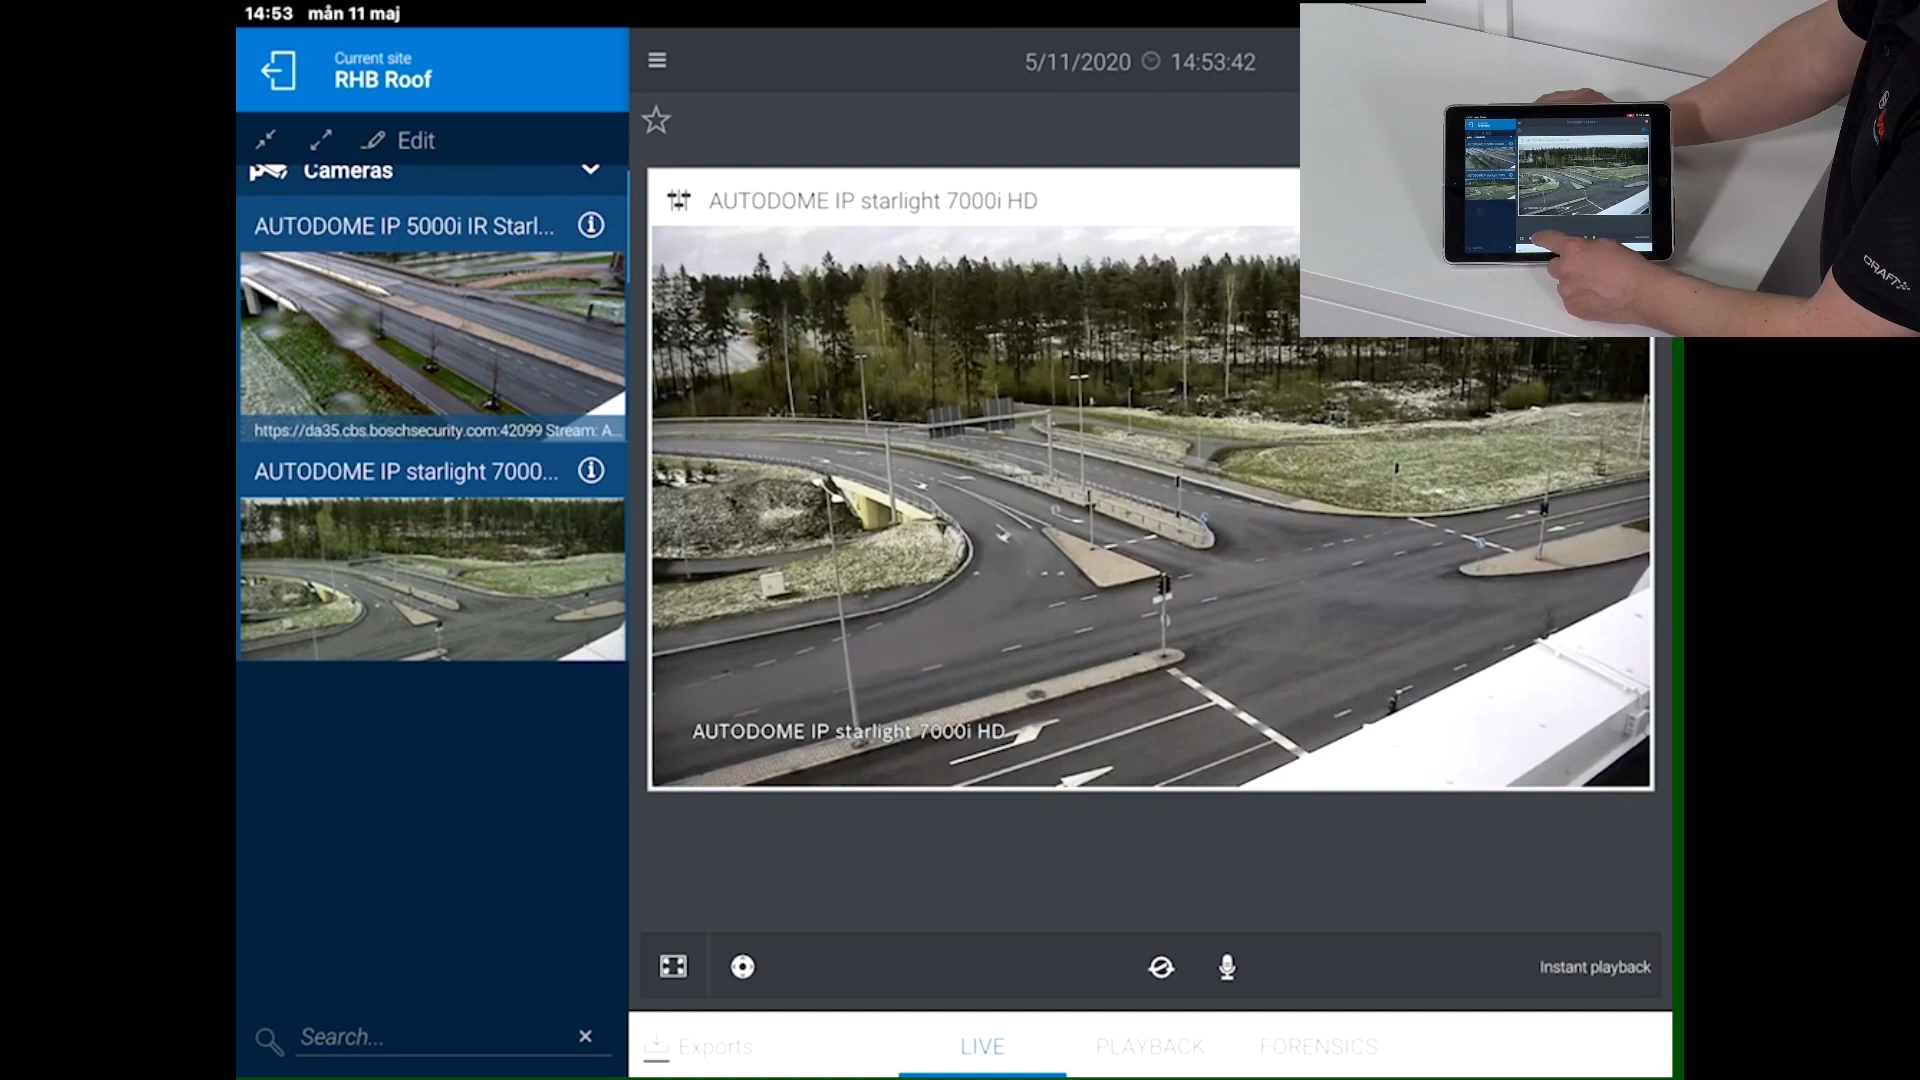 14:53 mån 11 maj
Current site
RHB Roof
Edit
Cameras
AUTODOME IP 5000i IR Starl...
https://da35.cbs.boschsecurity.com:42099 Stream: A...
AUTODOME IP starlight 7000...
Search...
5/11/2020 14:53:42
AUTODOME IP starlight 7000i HD
AUTODOME IP starlight 7000i HD
Instant playback
Exports
LIVE
PLAYBACK
FORENSICS
CRAFT